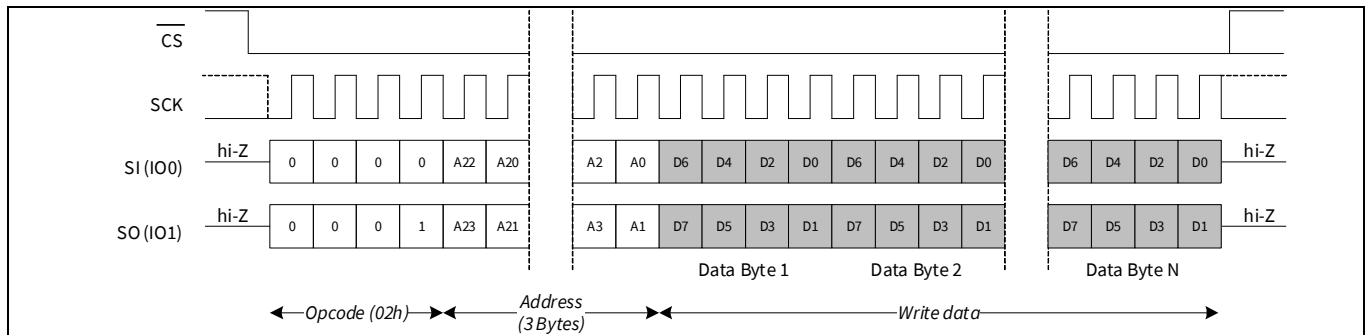 CS
SCK
hi-Z
SI (IO0)
0 0 0 0 A22 A20 A2 A0 D6 D4 D2 D0 D6 D4 D2 D0 D6 D4 D2 D0
hi-Z
hi-Z
SO (IO1)
0 0 0 1 A23 A21 A3 A1 D7 D5 D3 D1 D7 D5 D3 D1 D7 D5 D3 D1
hi-Z
Data Byte 1 Data Byte 2 Data Byte N
Opcode (02h) Address Write data
(3 Bytes)